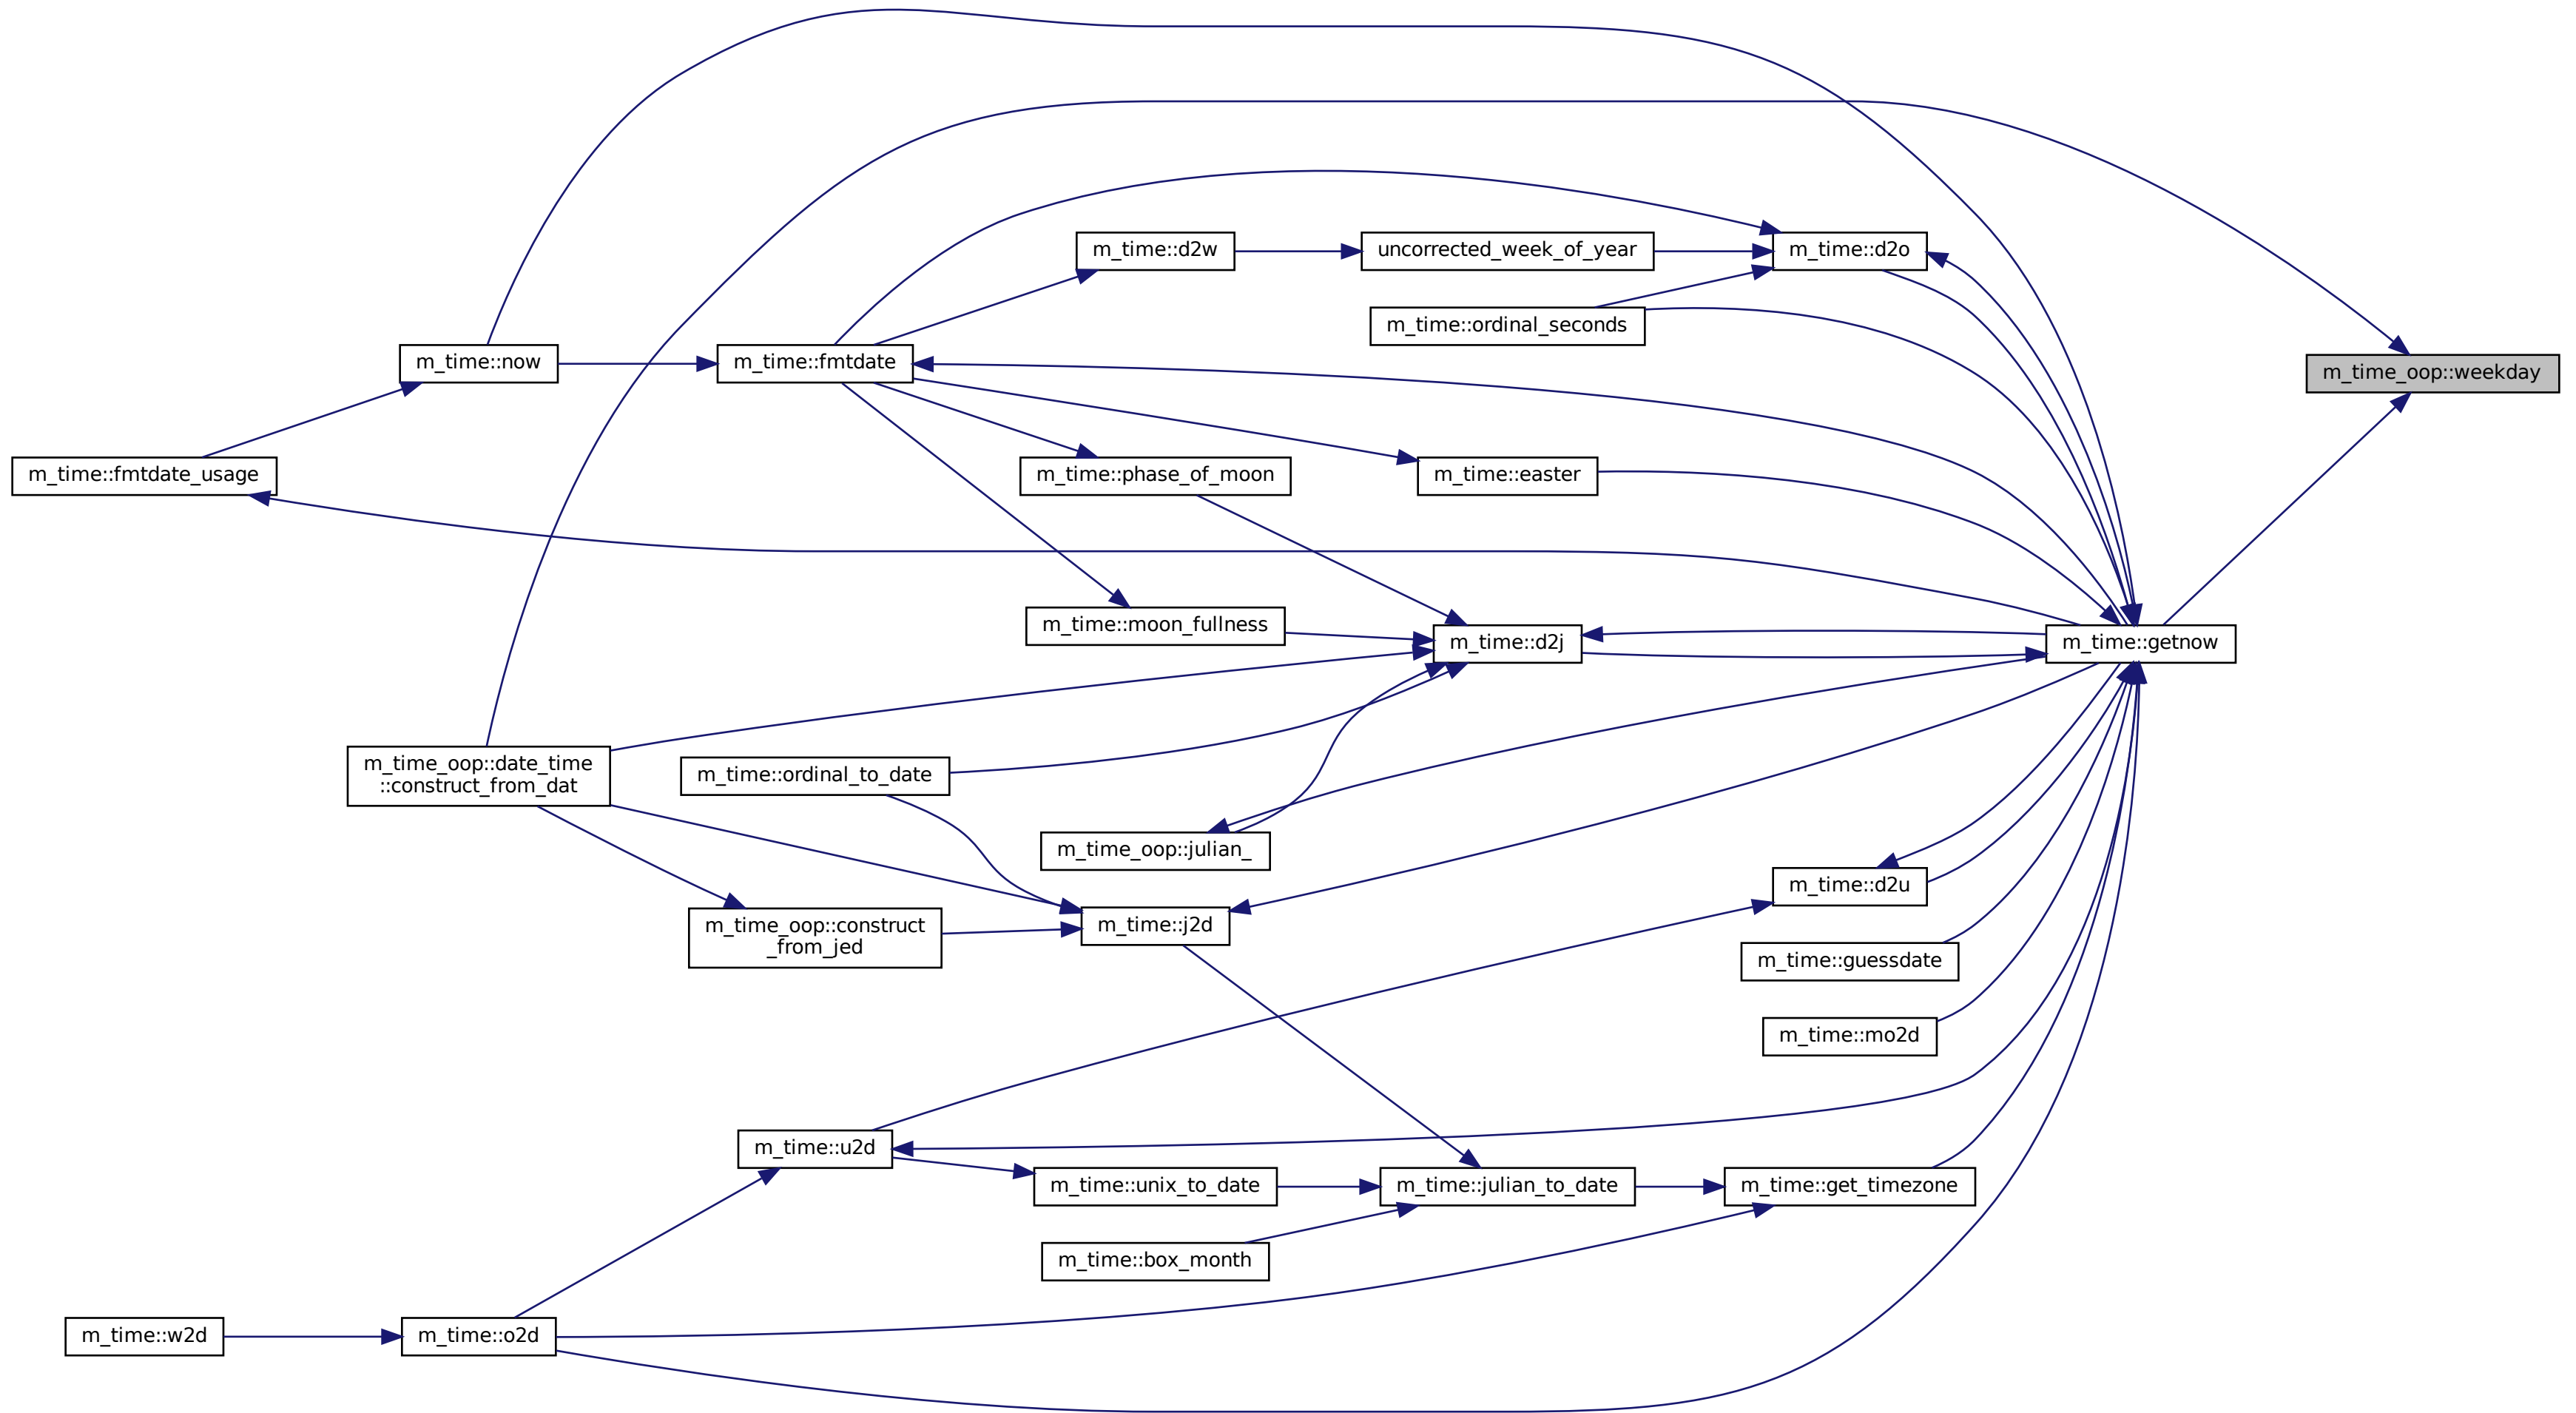 m_time::d2w
uncorrected_week_of_year
m_time::d2o
m_time::ordinal_seconds
m_time::now
m_time::fmtdate
m_time_oop::weekday
m_time::fmtdate_usage
m_time::phase_of_moon
m_time::easter
m_time::moon_fullness
m_time::d2j
m_time::getnow
m_time_oop::date_time
::construct_from_dat
m_time::ordinal_to_date
m_time_oop::julian_
m_time::d2u
m_time_oop::construct
_from_jed
m_time::j2d
m_time::guessdate
m_time::mo2d
m_time::u2d
m_time::unix_to_date
m_time::julian_to_date
m_time::get_timezone
m_time::box_month
m_time::w2d
m_time::o2d